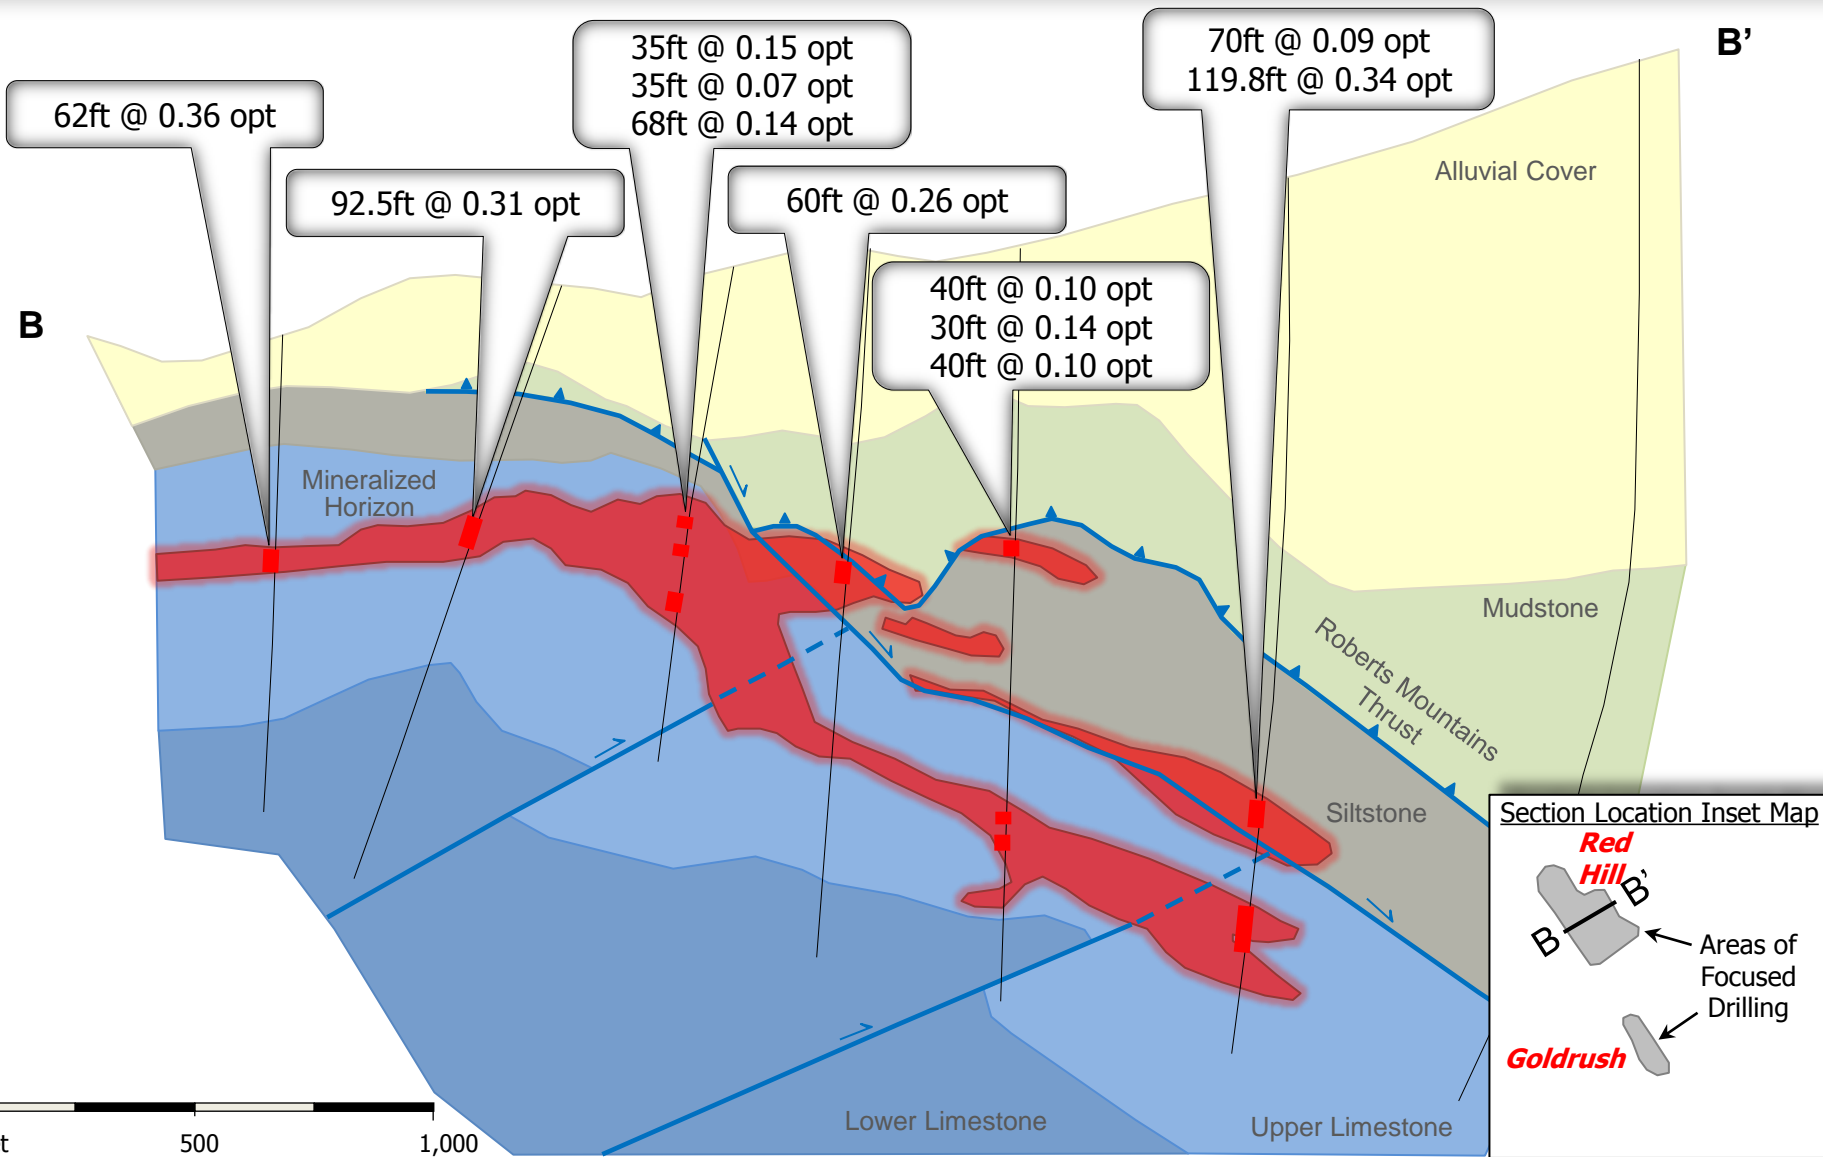 B
B’
62ft @ 0.36 opt
92.5ft @ 0.31 opt
35ft @ 0.15 opt
35ft @ 0.07 opt
68ft @ 0.14 opt
60ft @ 0.26 opt
40ft @ 0.10 opt
30ft @ 0.14 opt
40ft @ 0.10 opt
70ft @ 0.09 opt
119.8ft @ 0.34 opt
Alluvial Cover
Mineralized
Horizon
Mudstone
Roberts Mountains
Thrust
Siltstone
Lower Limestone
Upper Limestone
500
1,000
Section Location Inset Map
Red
Hill
B’
B
Areas of
Focused
Drilling
Goldrush